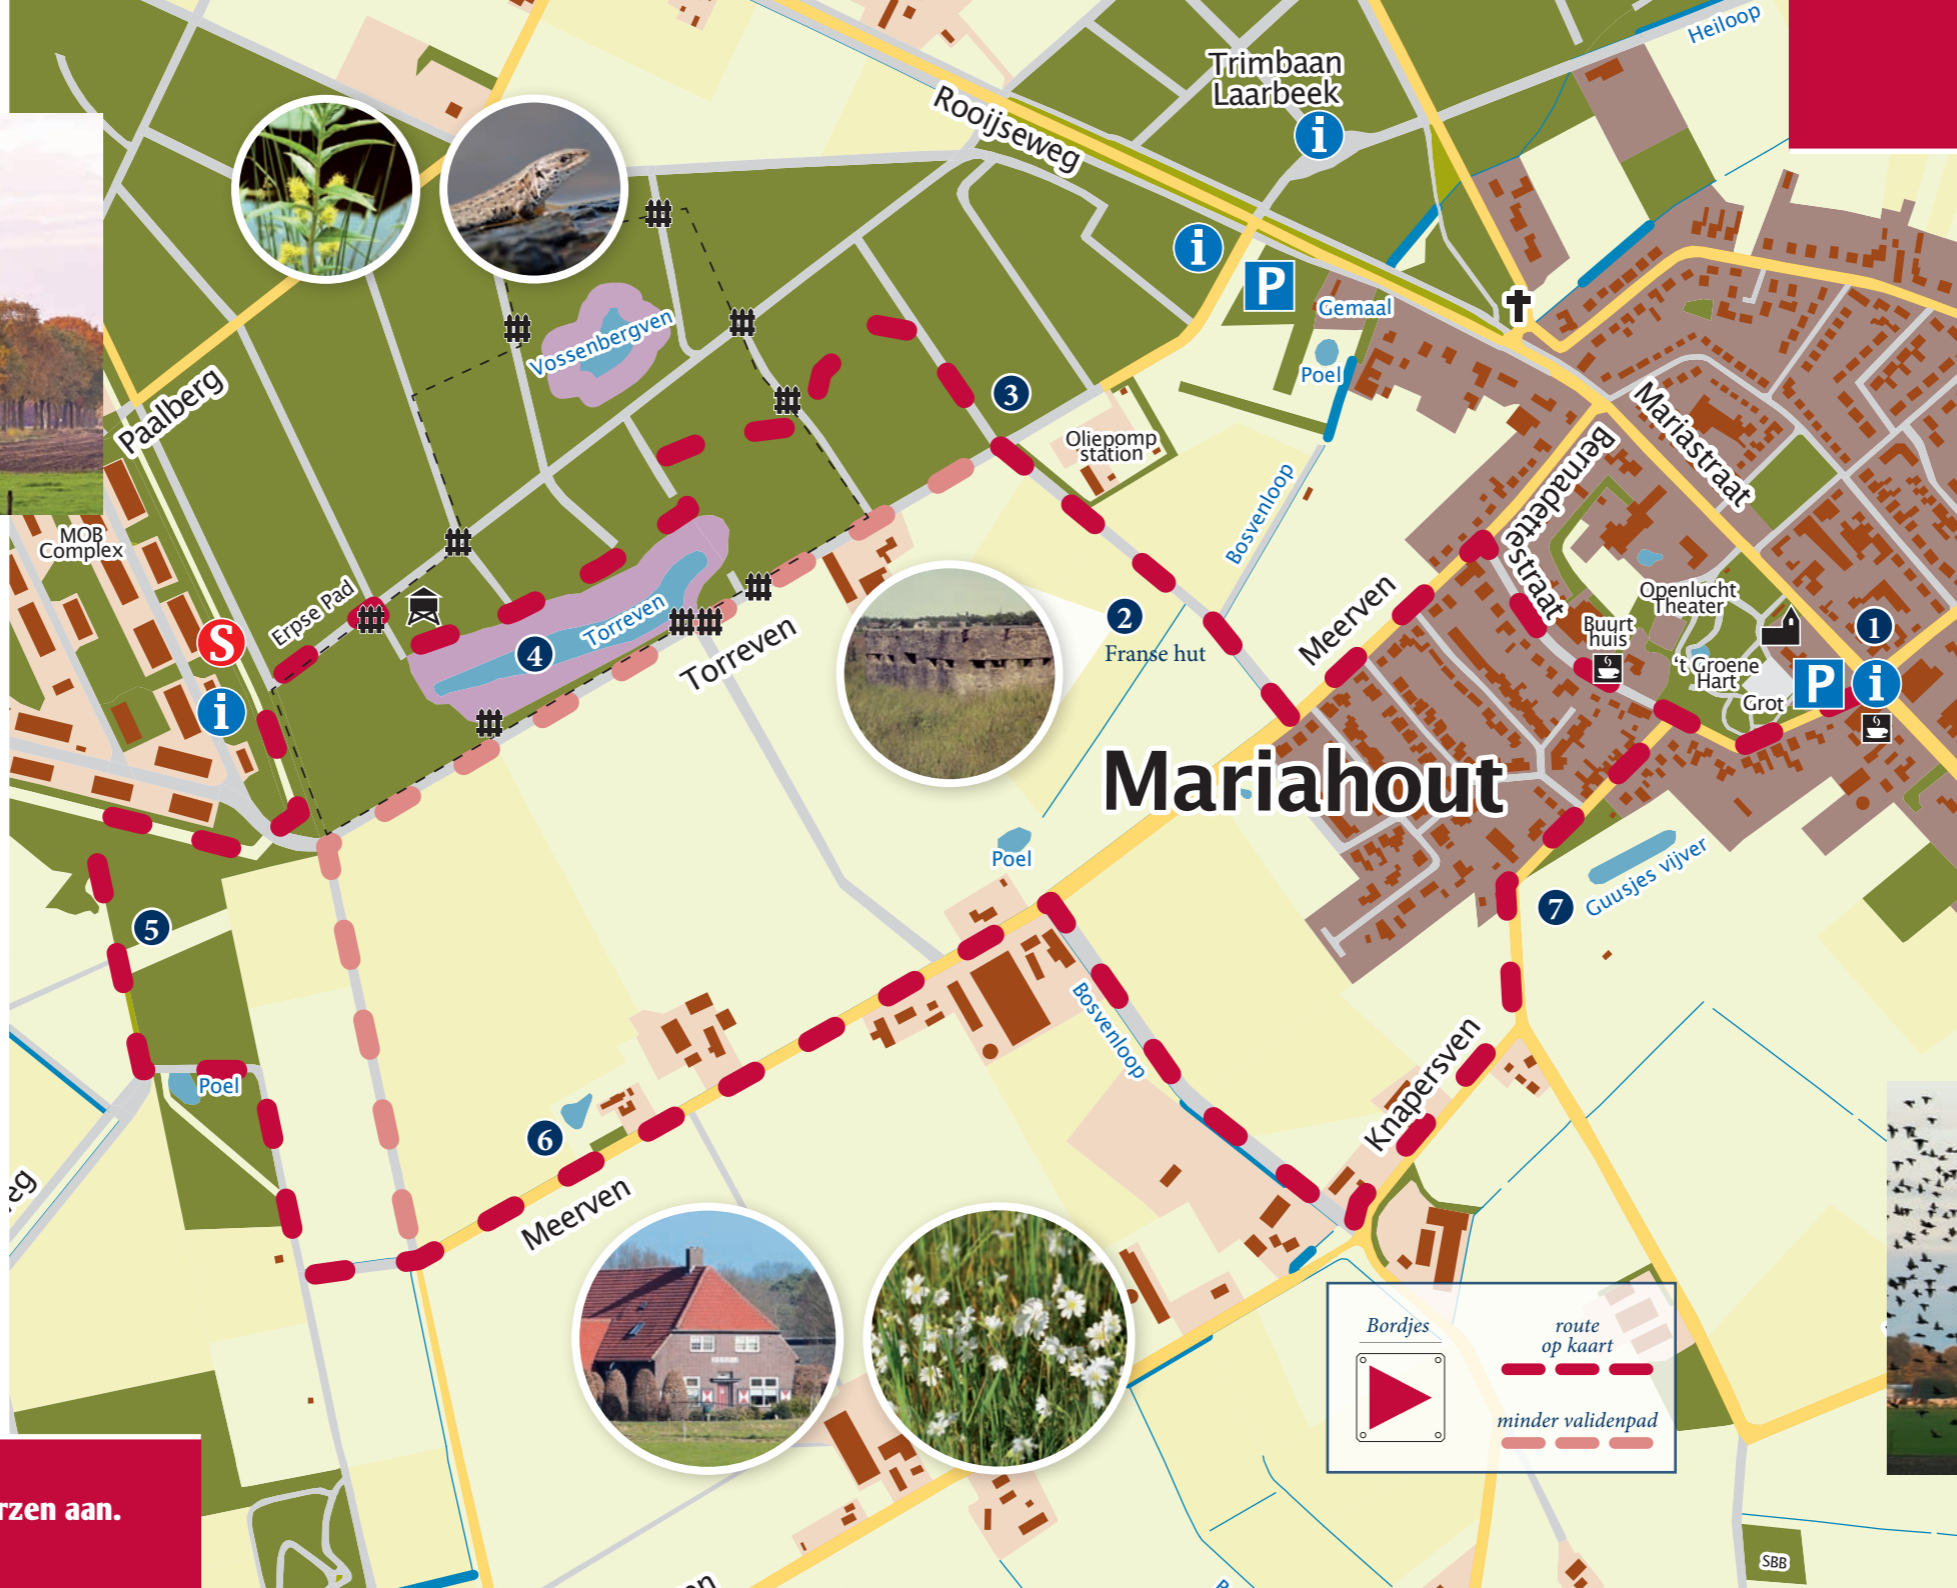 Heiloop
Trimbaan
Laarbeek
i
Rooijseweg
i
P
Gemaal
Poel
Vossenbergven
Paalberg
3
Oliepomp
station
Mariastraat
Bernadettestraat
Bosvenloop
MOB
Complex
Erpse Pad
S
i
4
Torreven
Torreven
2
Franse hut
Meerven
Openlucht
Theater
Buurt
huis
1
't Groene
Hart
Grot
P
i
Mariahout
Poel
Guusjes vijver
7
5
Bosvenloop
Knapersven
Poel
6
Meerven
eg
Bordjes
route
op kaart
minder validenpad
rzen aan.
SBB
en